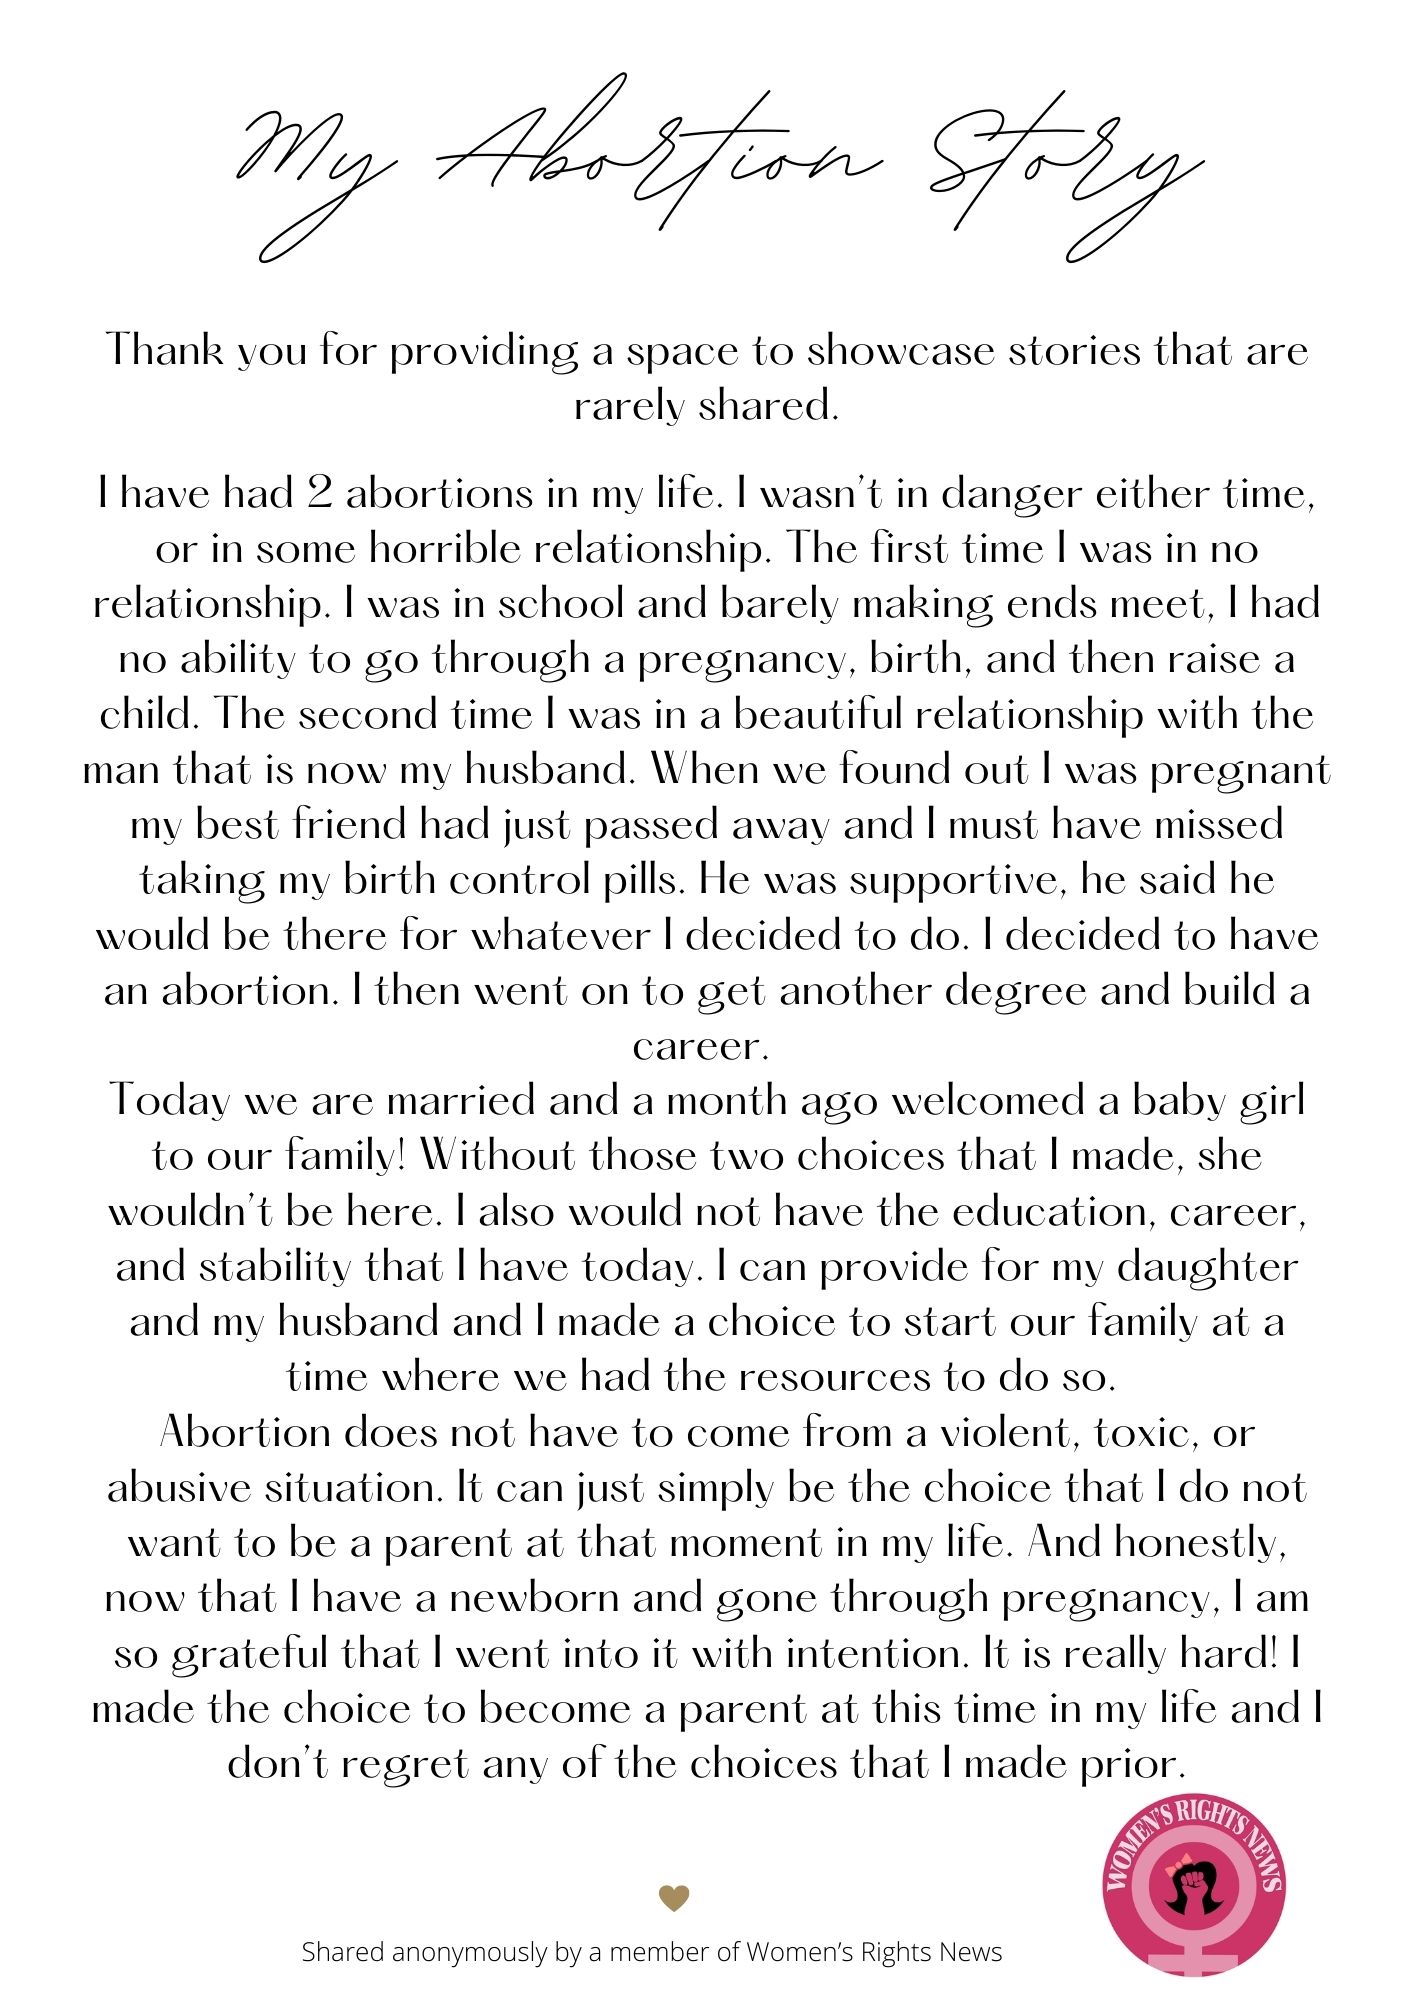 My Abortion Story
Thank you for providing a space to showcase stories that are
rarely shared.
I have had 2 abortions in my life. I wasn't in danger either time,
or in some horrible relationship. The first time I was in no
relationship. I was in school and barely making ends meet, I had
no ability to go through a pregnancy, birth, and then raise a
child. The second time I was in a beautiful relationship with the
man that is now my husband. When we found out I was pregnant
my best friend had just passed away and I must have missed
taking my birth control pills. He was supportive, he said he
would be there for whatever I decided to do. I decided to have
an abortion. I then went on to get another degree and build a
career.
Today we are married and a month ago welcomed a baby girl
to our family! Without those two choices that I made, she
wouldn't be here. I also would not have the education, career,
and stability that I have today. I can provide for my daughter
and my husband and I made a choice to start our family at a
time where we had the resources to do so.
Abortion does not have to come from a violent, toxic, or
abusive situation. It can just simply be the choice that I do not
want to be a parent at that moment in my life. And honestly,
now that I have a newborn and gone through pregnancy, I am
so grateful that I went into it with intention. It is really hard! I
made the choice to become a parent at this time in my life and I
don't regret any of the choices that I made prior.
WOMEN'S RIGHTS NEWS
Shared anonymously by a member of Women's Rights News